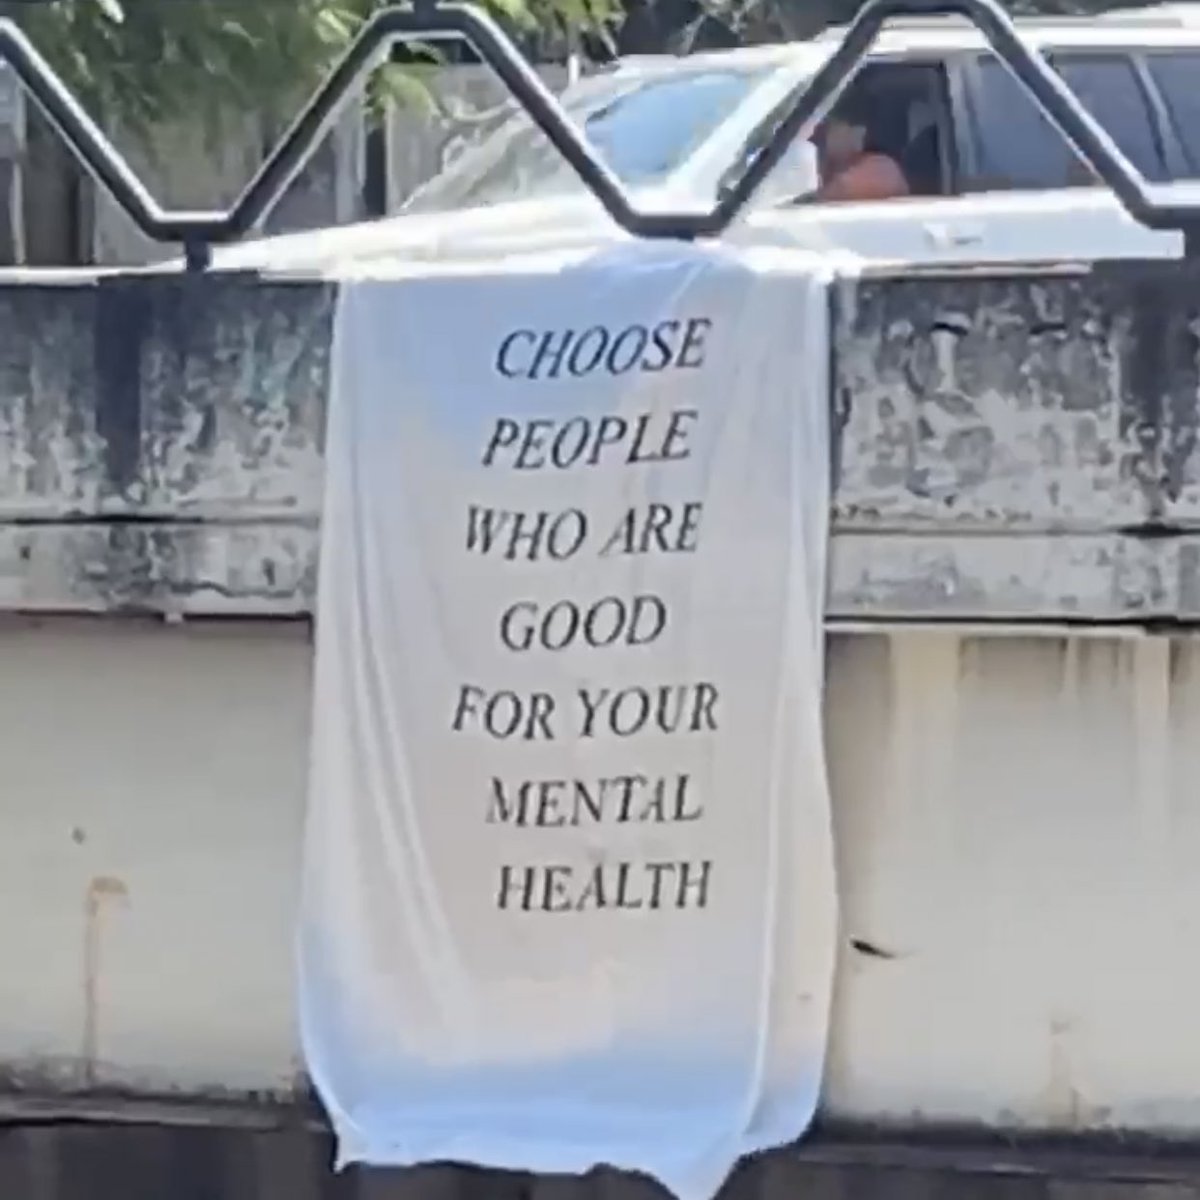 CHOOSE
PEOPLE
WHO ARE
GOOD
FOR YOUR
MENTAL
HEALTH